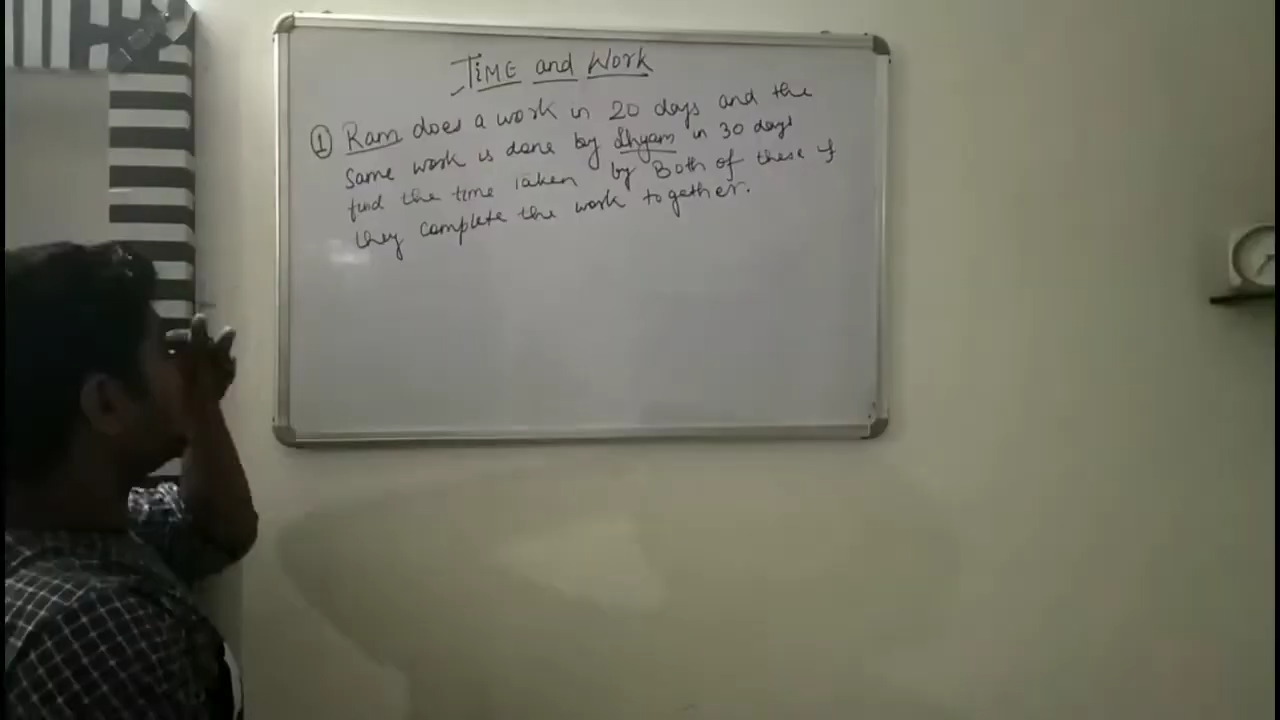 TIME and Work
① Ram does a work in 20 days and the
same work is done by Shyam in 30 days
find the time taken by Both of these if
they complete the work together.